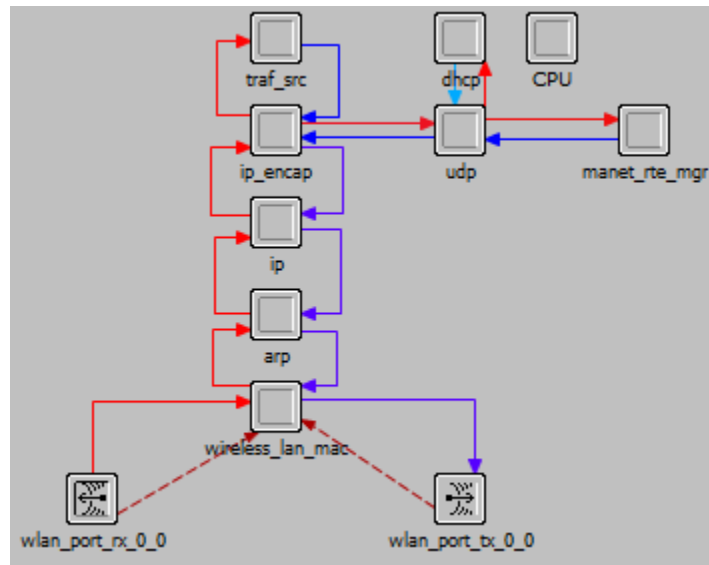 traf_src
dhcp
CPU
ip_encap
udp
manet_rte_mgr
ip
arp
wireless_lan_mac
wlan_port_rx_0_0
wlan_port_tx_0_0